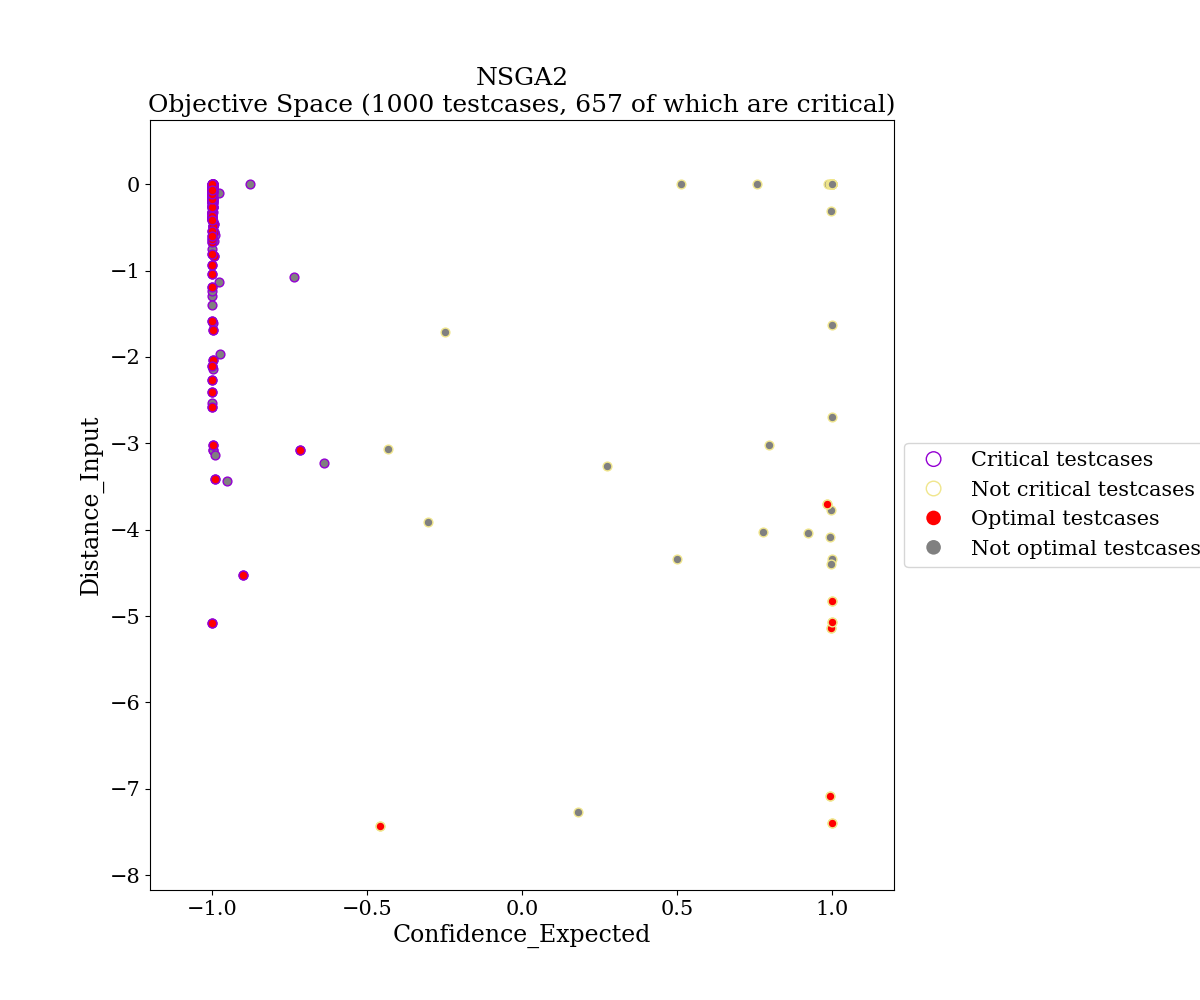 NSGA2
Objective Space (1000 testcases, 657 of which are critical)
0
−1
−2
−3
−4
−5
−6
−7
−8
Distance_Input
−1.0
−0.5
0.0
0.5
1.0
Confidence_Expected
Critical testcases
Not critical testcases
Optimal testcases
Not optimal testcases